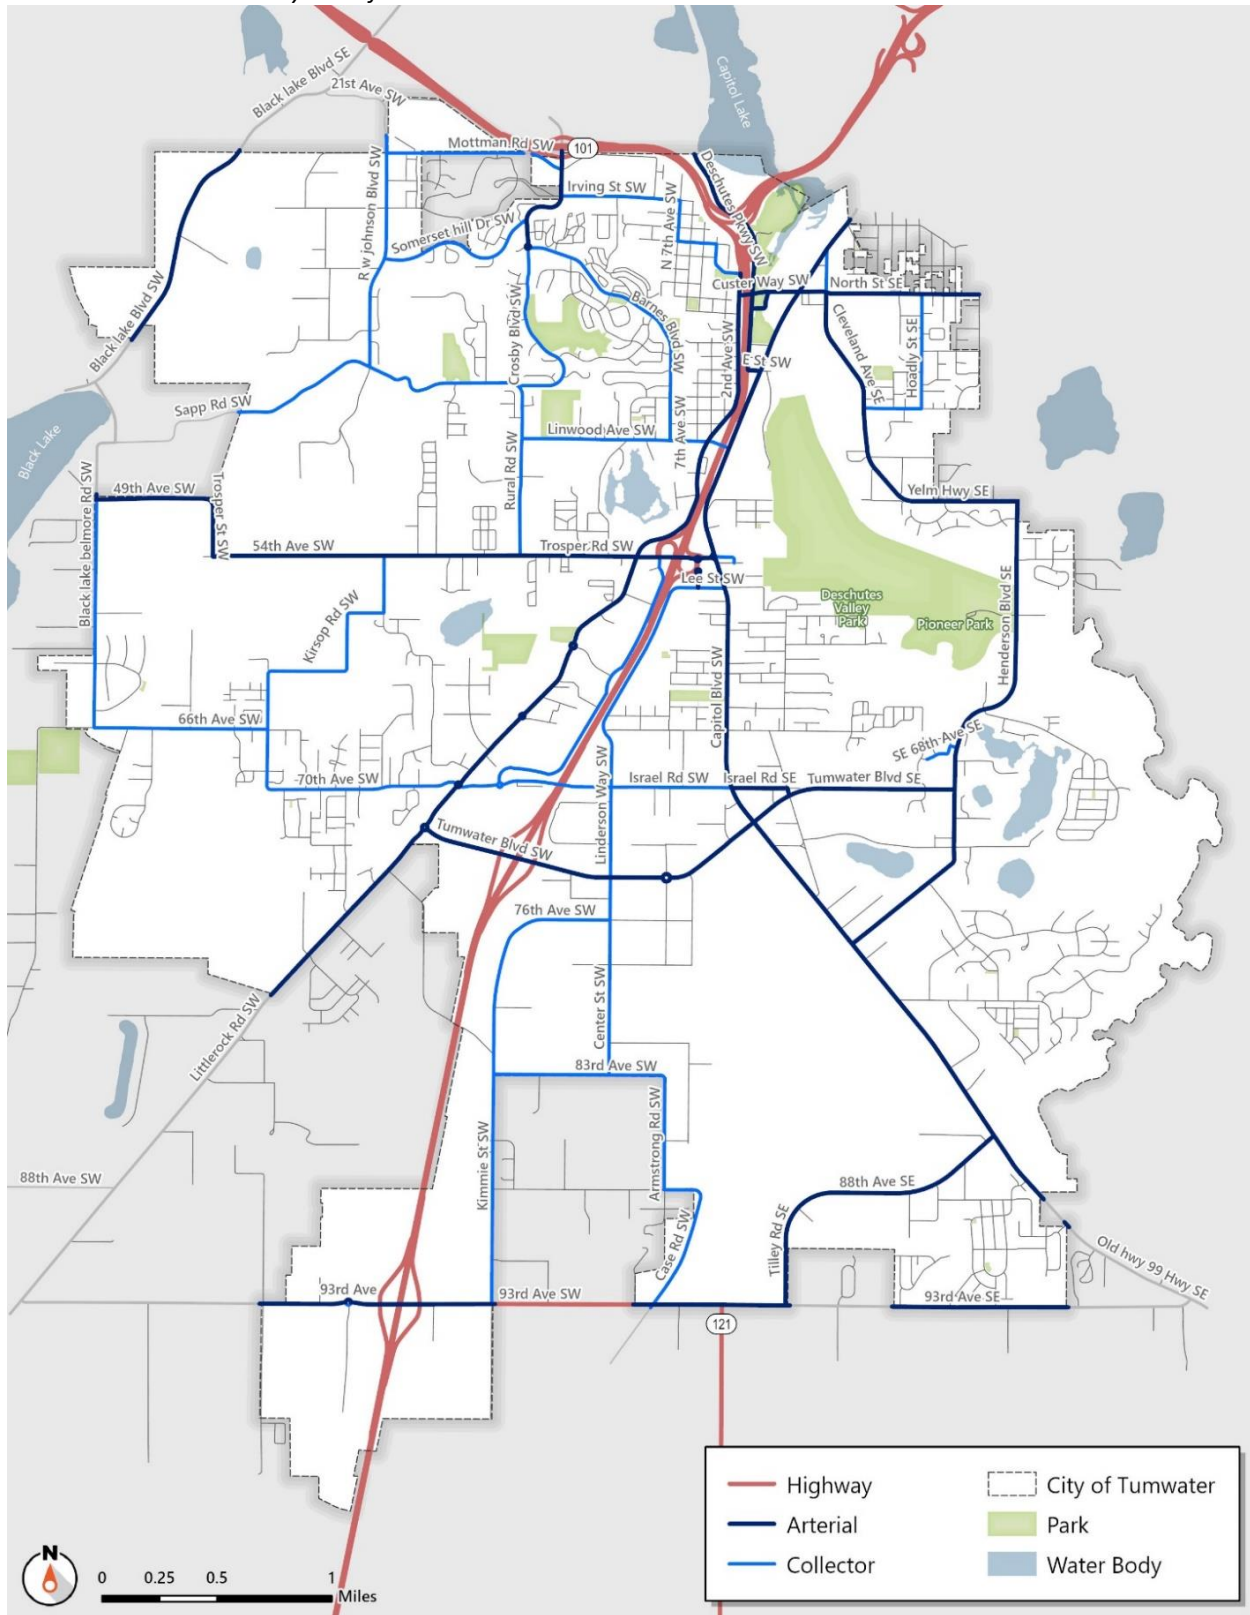 Black lake Blvd SE
21st Ave SW
Capitol Lake
Mottman Rd SW
101
Deschutes Pkwy SW
Irving St SW
R w johnson Blvd SW
Somerset hill Dr SW
N 7th Ave SW
Custer Way SW
North St SE
Black lake Blvd SW
Crosby Blvd SW
Barnes Blvd SW
2nd Ave SW
E St SW
Cleveland Ave SE
Hoadly St SE
Sapp Rd SW
Black Lake
Linwood Ave SW
7th Ave SW
Rural Rd SW
49th Ave SW
Trosper St SW
Yelm Hwy SE
Black lake belmore Rd SW
54th Ave SW
Trosper Rd SW
Lee St SW
Deschutes
Valley
Park
Pioneer Park
Henderson Blvd SE
Kirsop Rd SW
Capitol Blvd SW
66th Ave SW
SE 68th Ave SE
70th Ave SW
Linderson Way SW
Israel Rd SW
Israel Rd SE
Tumwater Blvd SE
Tumwater Blvd SW
76th Ave SW
Center St SW
Littlerock Rd SW
83rd Ave SW
Armstrong Rd SW
Kimmie St SW
88th Ave SW
88th Ave SE
Case Rd SW
Tilley Rd SE
Old hwy 99 Hwy SE
93rd Ave
93rd Ave SW
93rd Ave SE
121
Highway
Arterial
Collector
City of Tumwater
Park
Water Body
N
0 0.25 0.5 1
Miles